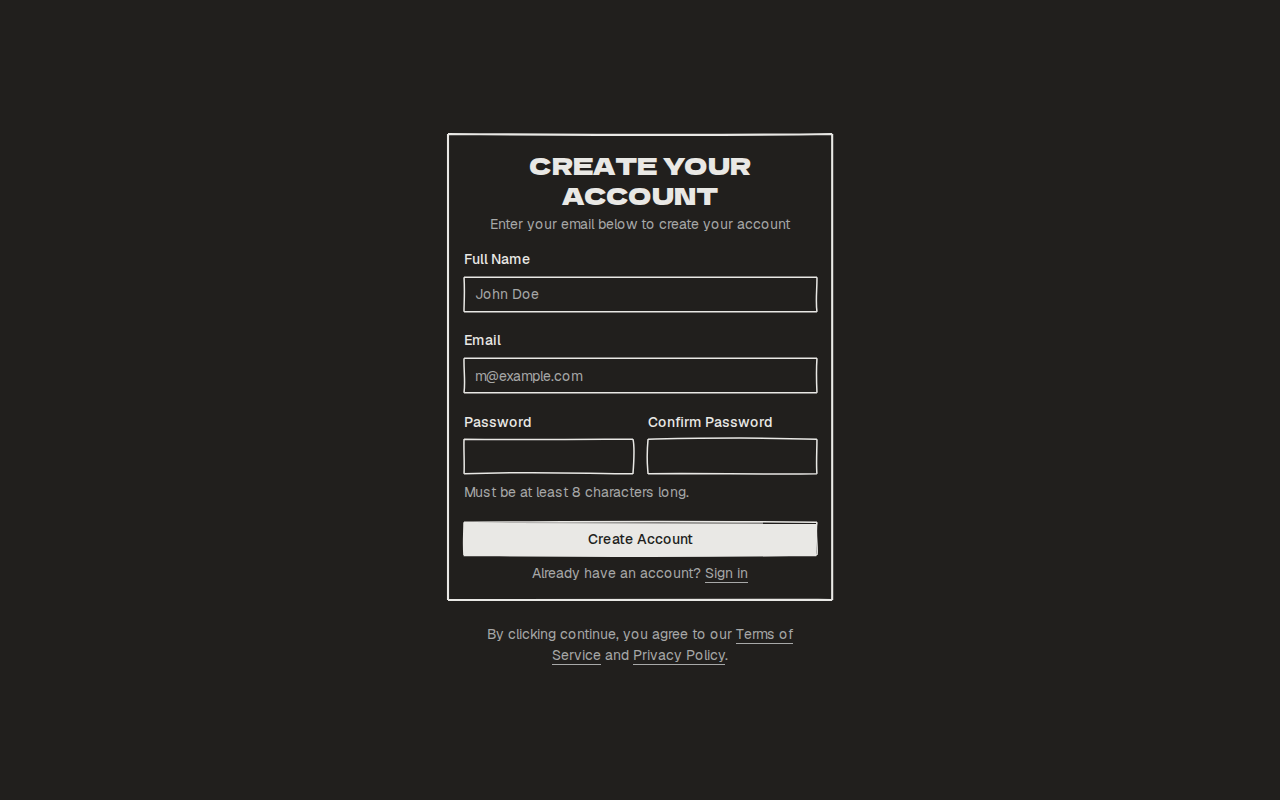 CREATE YOUR
ACCOUNT
Enter your email below to create your account
Full Name
John Doe
Email
m@example.com
Password
Confirm Password
Must be at least 8 characters long.
Create Account
Already have an account? Sign in
By clicking continue, you agree to our Terms of
Service and Privacy Policy.